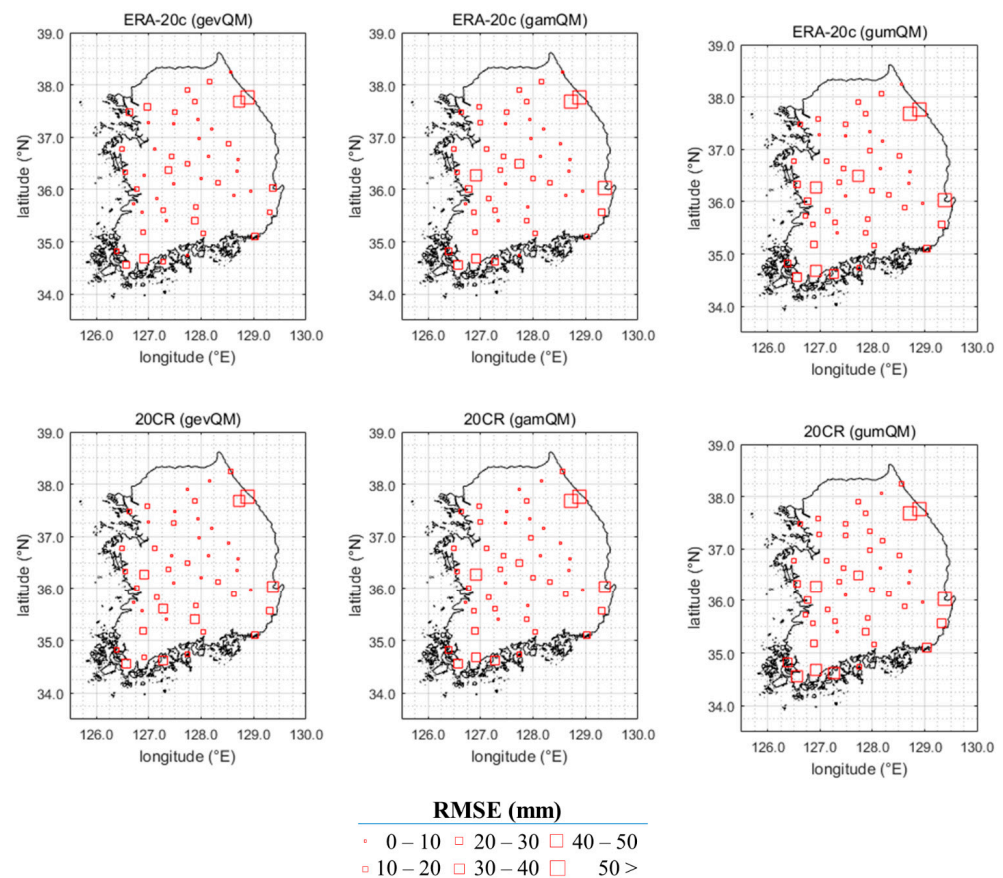 ERA-20c (gevQM)
39.0
38.0
37.0
36.0
35.0
34.0
latitude (°N)
126.0 127.0 128.0 129.0 130.0
longitude (°E)
ERA-20c (gamQM)
39.0
38.0
37.0
36.0
35.0
34.0
latitude (°N)
126.0 127.0 128.0 129.0 130.0
longitude (°E)
ERA-20c (gumQM)
39.0
38.0
37.0
36.0
35.0
34.0
latitude (°N)
126.0 127.0 128.0 129.0 130.0
longitude (°E)
20CR (gevQM)
39.0
38.0
37.0
36.0
35.0
34.0
latitude (°N)
126.0 127.0 128.0 129.0 130.0
longitude (°E)
20CR (gamQM)
39.0
38.0
37.0
36.0
35.0
34.0
latitude (°N)
126.0 127.0 128.0 129.0 130.0
longitude (°E)
20CR (gumQM)
39.0
38.0
37.0
36.0
35.0
34.0
latitude (°N)
126.0 127.0 128.0 129.0 130.0
longitude (°E)
RMSE (mm)
0 – 10 20 – 30 40 – 50
10 – 20 30 – 40 50 >